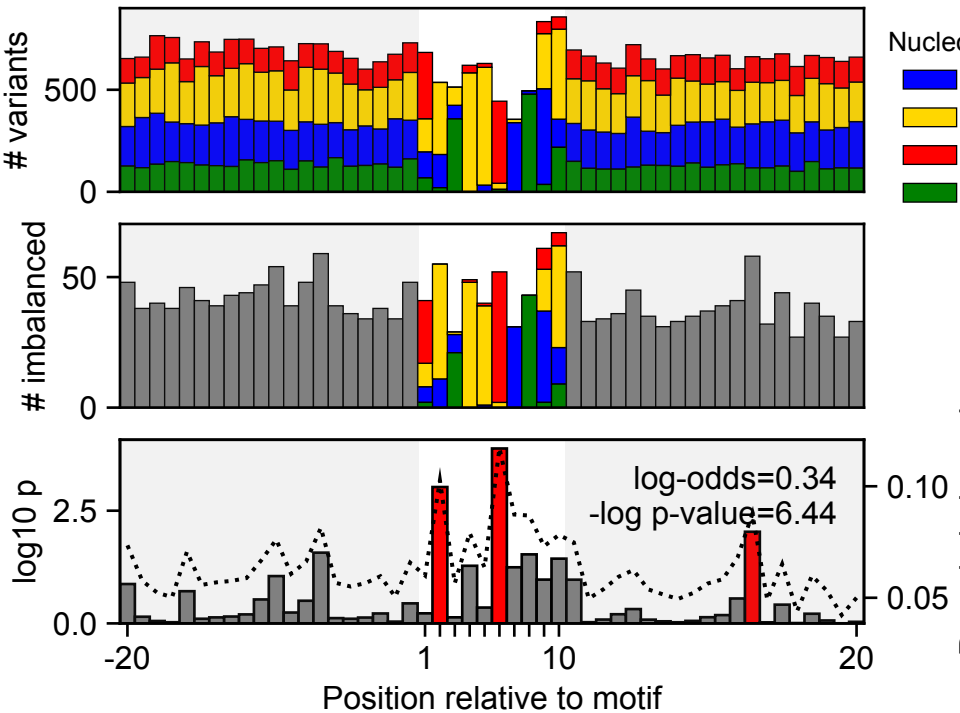 # variants
500
0
Nucleo
# imbalanced
50
0
log10 p
2.5
0.0
log-odds=0.34
-log p-value=6.44
0.10
0.05
-20
1
10
20
Position relative to motif